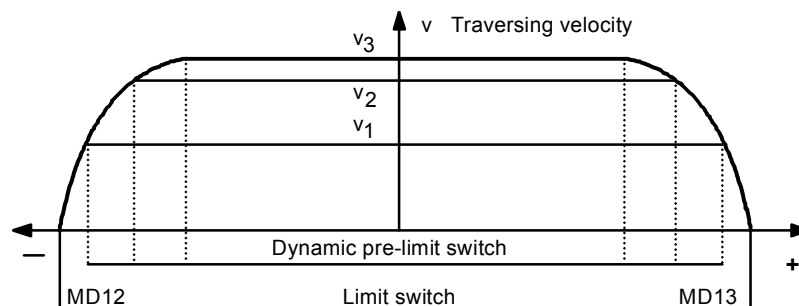 v3
v Traversing velocity
v2
v1
— +
Dynamic pre-limit switch
MD12 Limit switch MD13